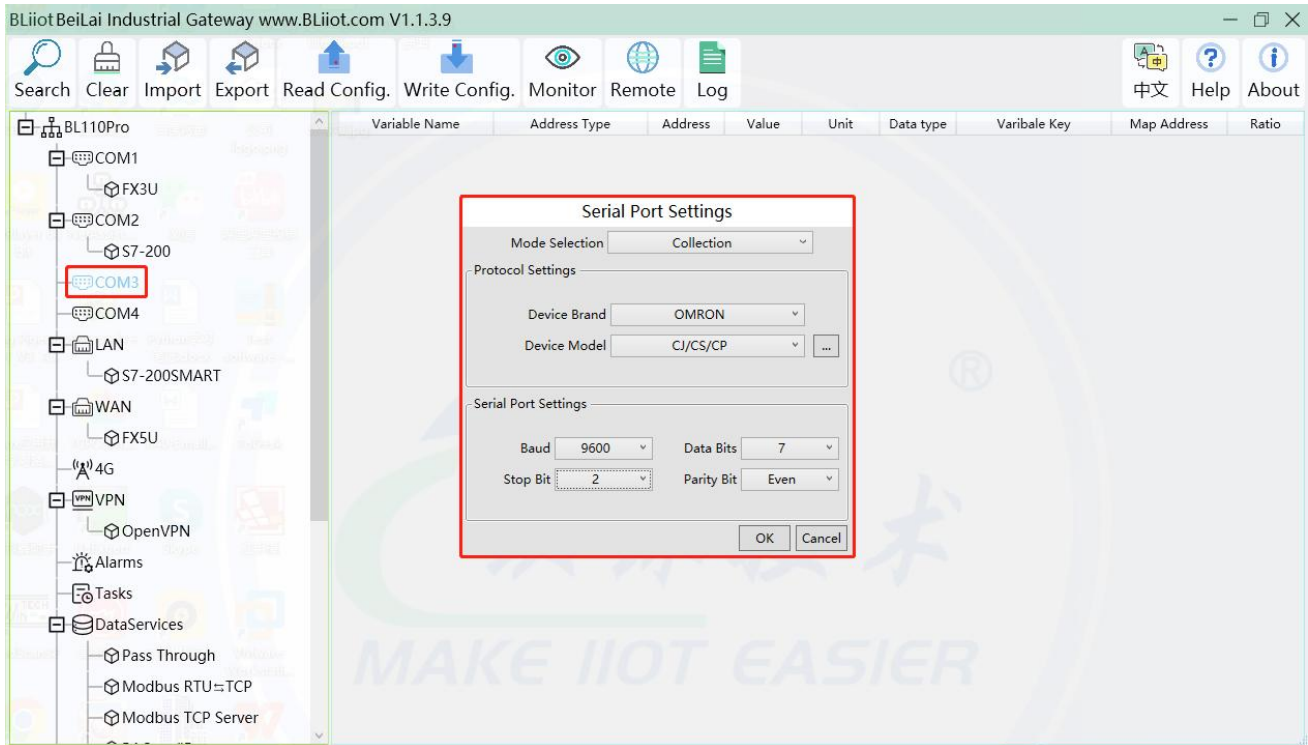 BLiiot BeiLai Industrial Gateway www.BLiiot.com V1.1.3.9
Search Clear Import Export Read Config. Write Config. Monitor Remote Log 中文 Help About
BL110Pro
COM1
FX3U
COM2
S7-200
COM3
COM4
LAN
S7-200SMART
WAN
FX5U
4G
VPN
OpenVPN
Alarms
Tasks
DataServices
Pass Through
Modbus RTU⇆TCP
Modbus TCP Server
Variable Name Address Type Address Value Unit Data type Varibale Key Map Address Ratio
Serial Port Settings
Mode Selection Collection
Protocol Settings
Device Brand OMRON
Device Model CJ/CS/CP ...
Serial Port Settings
Baud 9600 Data Bits 7
Stop Bit 2 Parity Bit Even
OK Cancel
®
MAKE IIOT EASIER